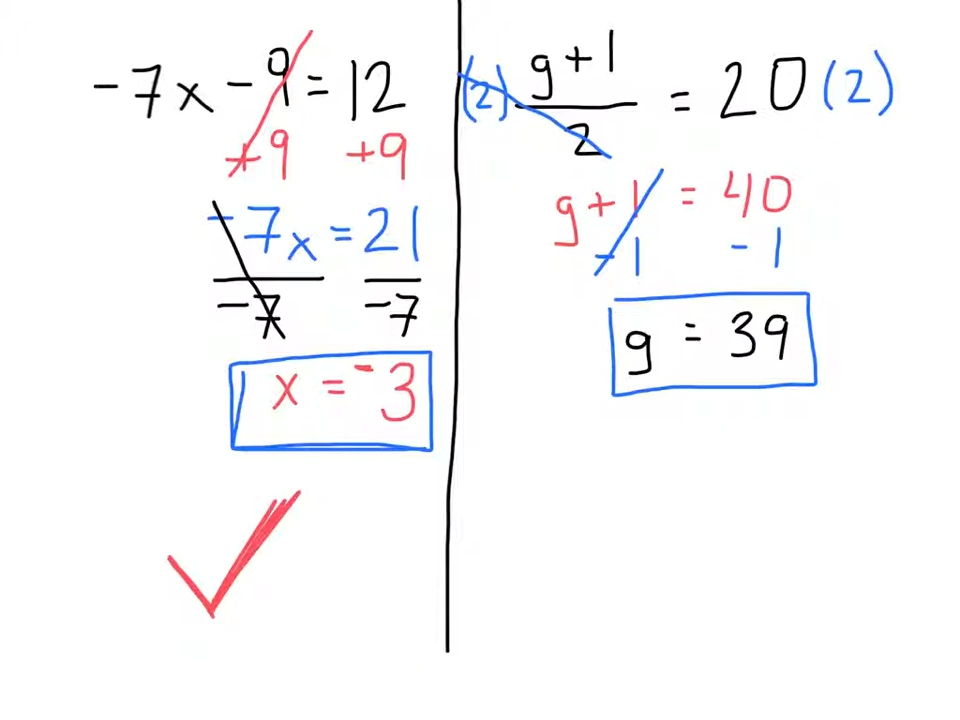 -7x - 9 = 12
+9 +9
-7x = 21
-7 -7
x = -3
(2) g+1 = 20 (2)
2
g+1 = 40
-1 -1
g = 39